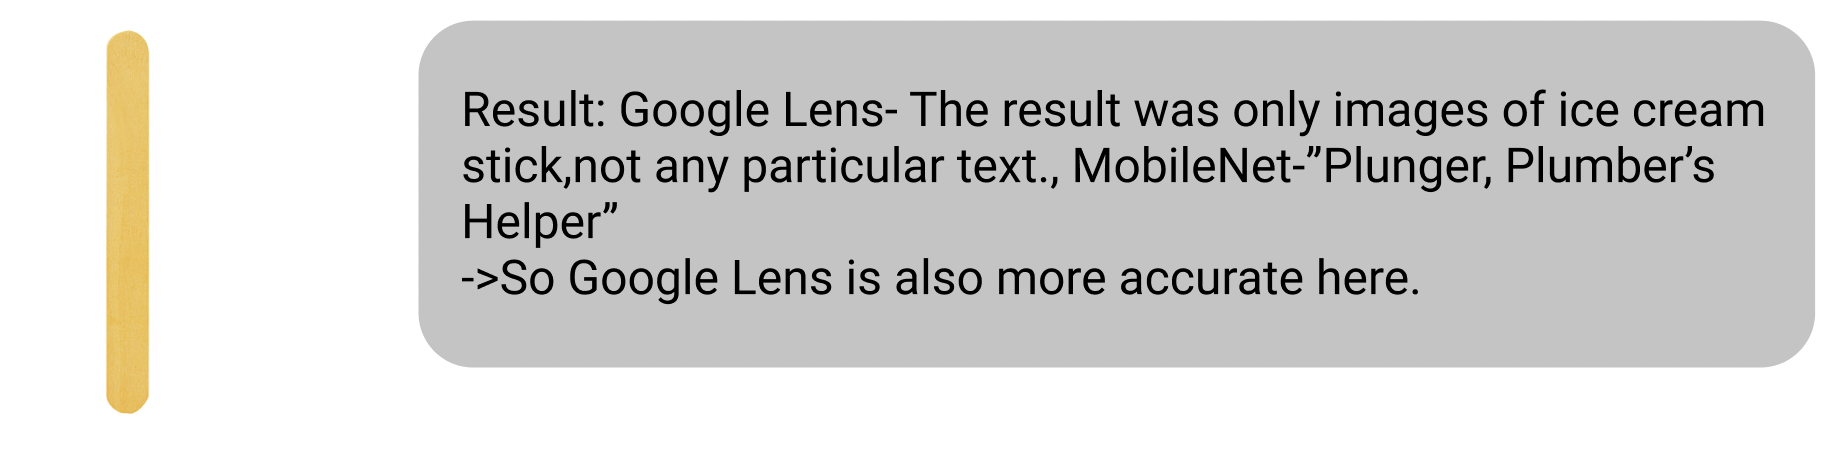 Result: Google Lens- The result was only images of ice cream
stick,not any particular text., MobileNet-”Plunger, Plumber’s
Helper”
->So Google Lens is also more accurate here.